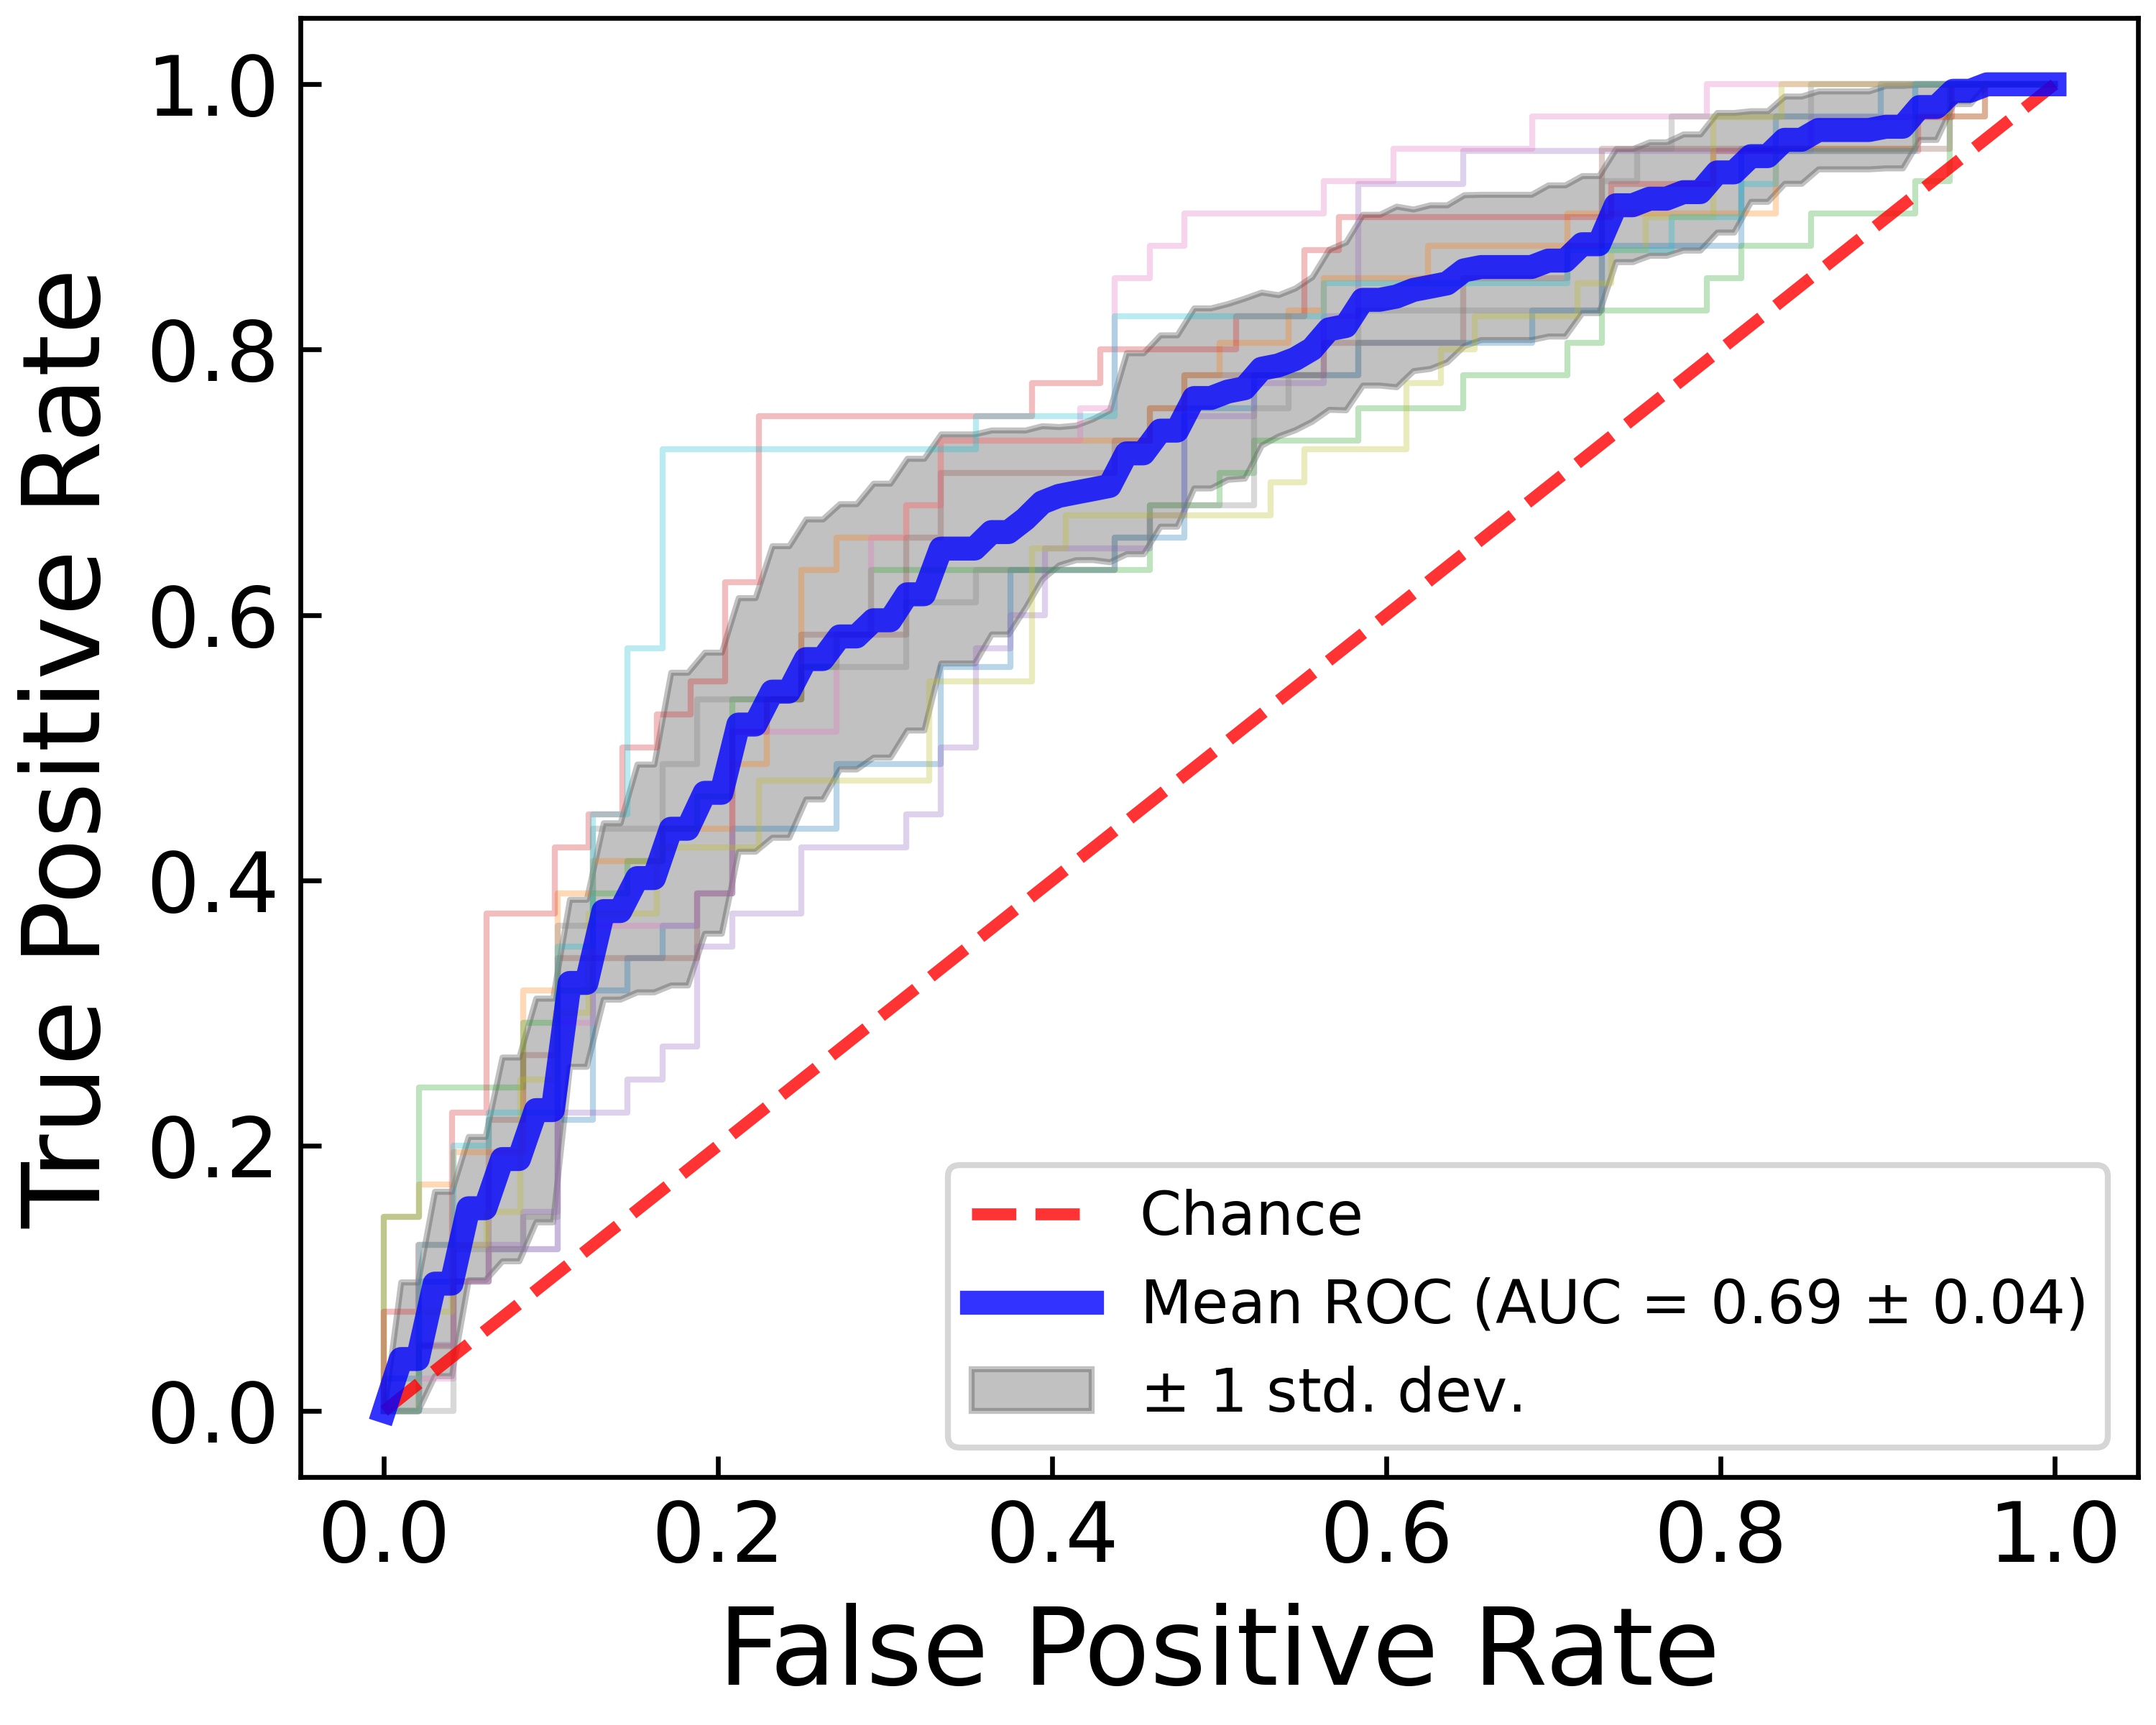 True Positive Rate
1.0
0.8
0.6
0.4
0.2
0.0
Chance
Mean ROC (AUC = 0.69 ± 0.04)
± 1 std. dev.
0.0 0.2 0.4 0.6 0.8 1.0
False Positive Rate